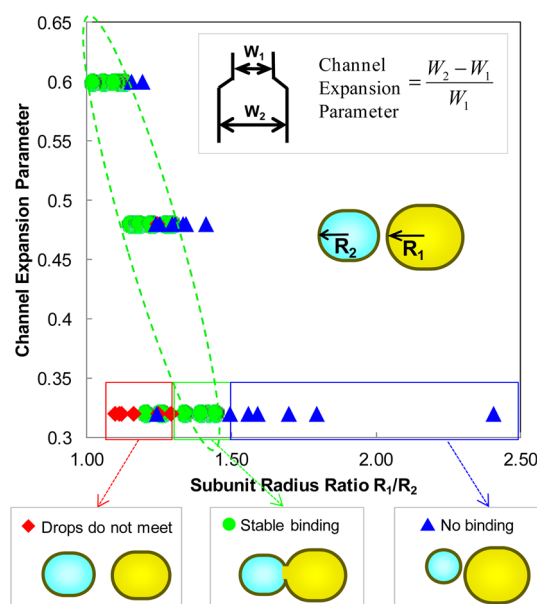 0.65
0.6
0.55
0.5
0.45
0.4
0.35
0.3
Channel Expansion Parameter
W₁
W₂
Channel
Expansion
Parameter
= (W₂ − W₁) / W₁
R₂
R₁
1.00 1.50 2.00 2.50
Subunit Radius Ratio R₁/R₂
Drops do not meet
Stable binding
No binding